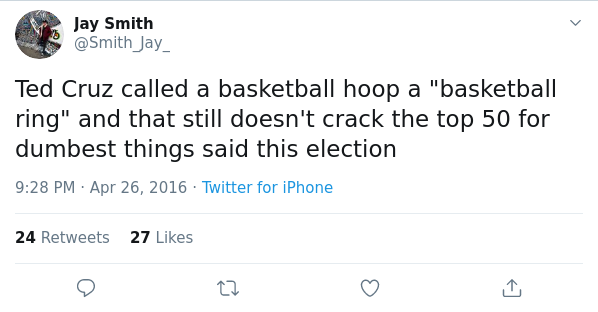 Jay Smith
@Smith_Jay_
Ted Cruz called a basketball hoop a "basketball
ring" and that still doesn't crack the top 50 for
dumbest things said this election
9:28 PM · Apr 26, 2016 · Twitter for iPhone
24 Retweets 27 Likes